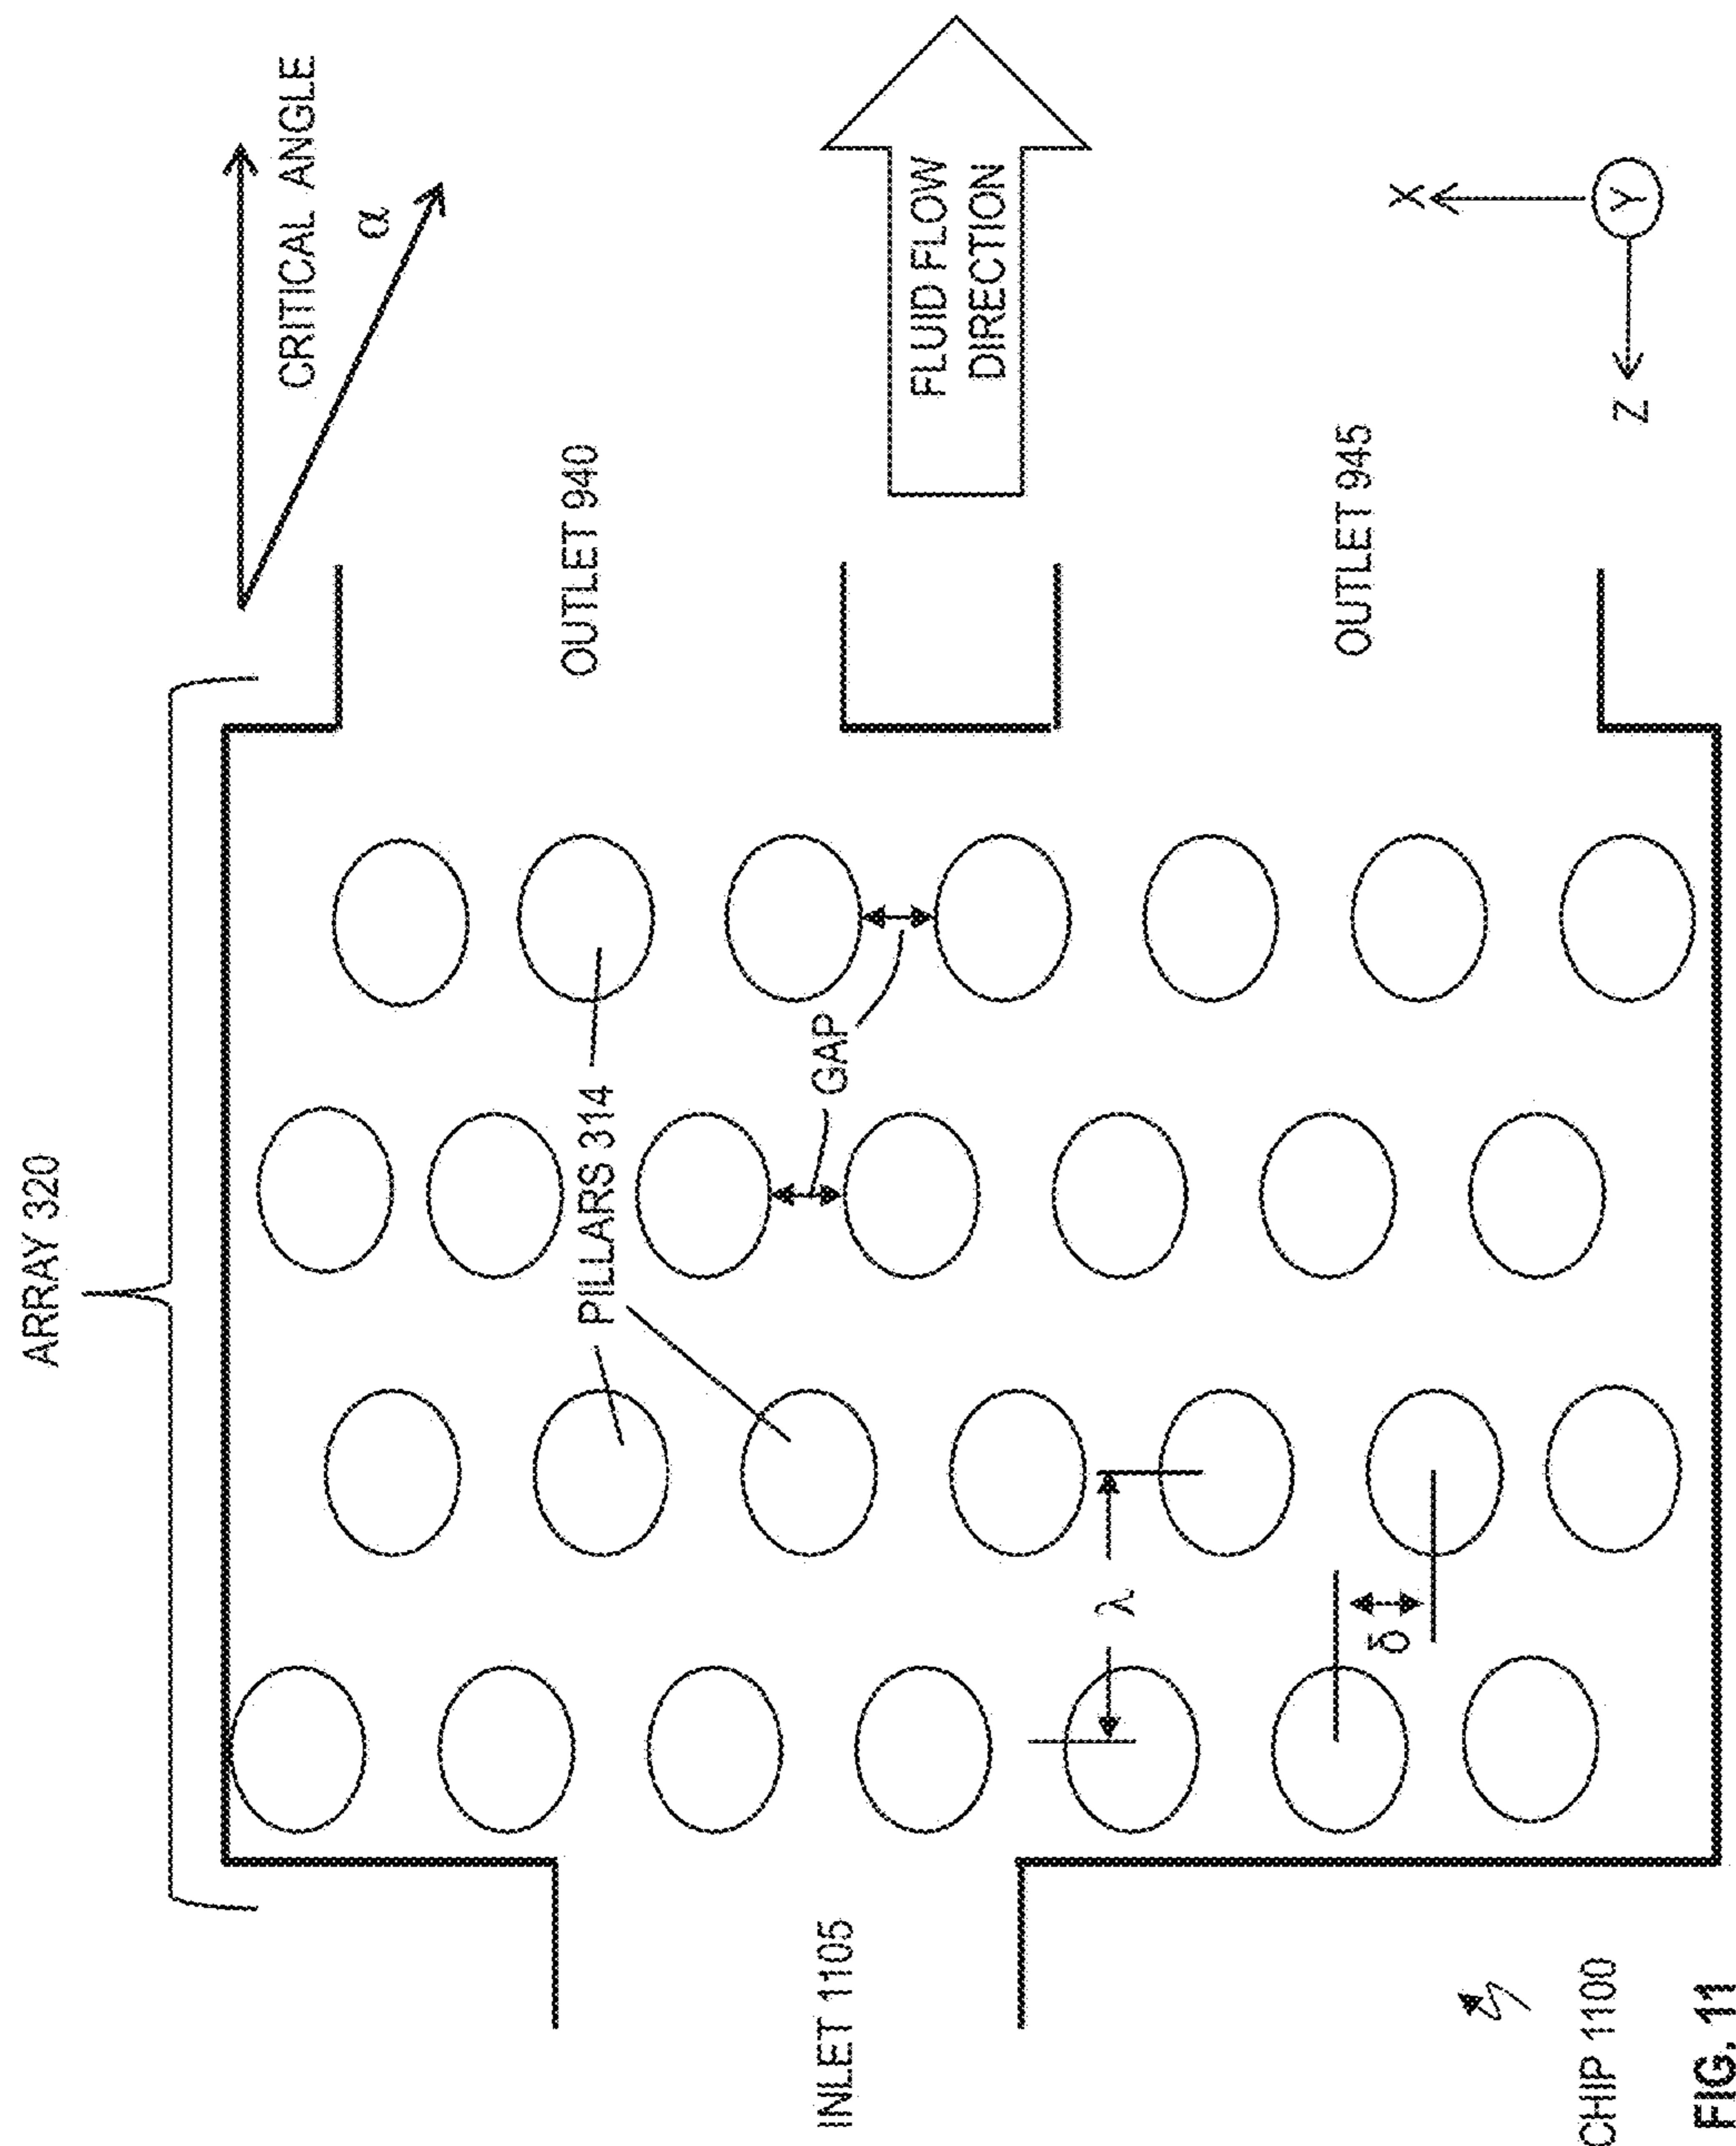 ARRAY 320
CRITICAL ANGLE
α
OUTLET 940
FLUID FLOW
DIRECTION
PILLARS 314
GAP
λ
δ
OUTLET 945
X
Y
Z
INLET 1105
CHIP 1100
FIG. 11